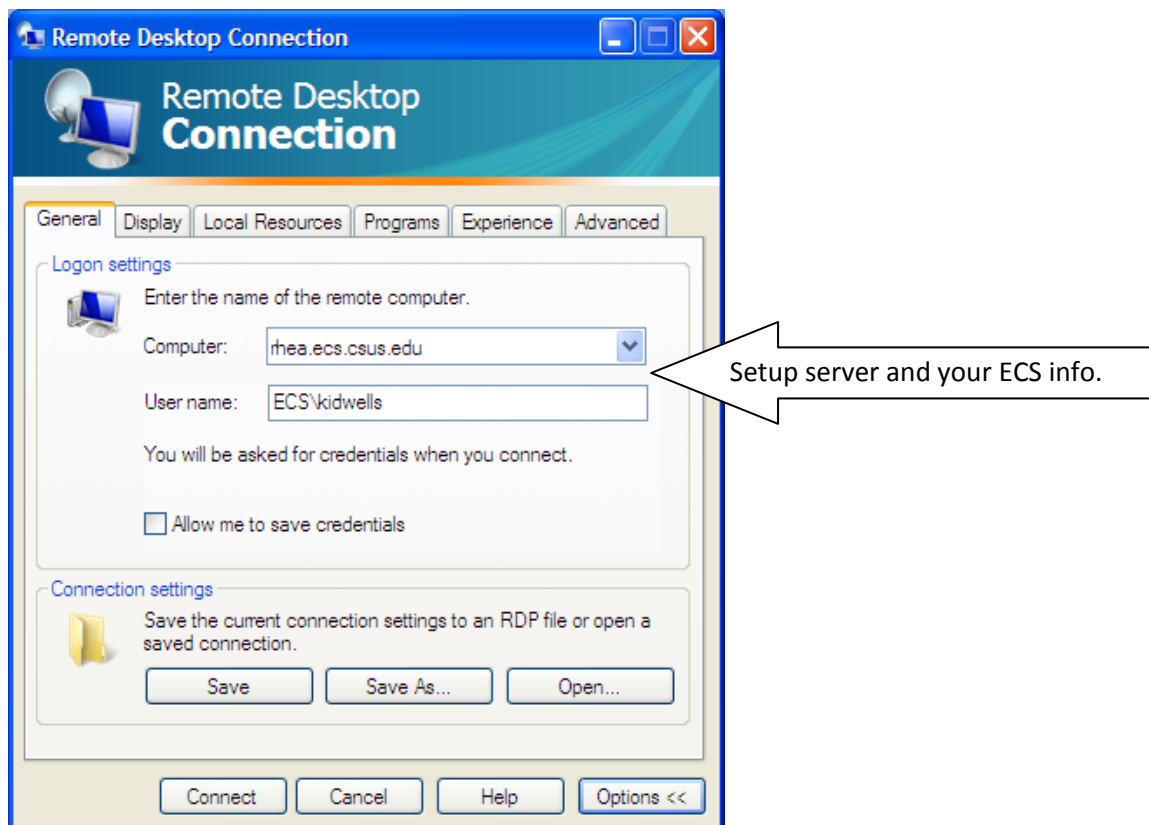 Remote Desktop Connection
Remote Desktop
Connection
General Display Local Resources Programs Experience Advanced
Logon settings
Enter the name of the remote computer.
Computer: rhea.ecs.csus.edu
User name: ECS\kidwells
Setup server and your ECS info.
You will be asked for credentials when you connect.
Allow me to save credentials
Connection settings
Save the current connection settings to an RDP file or open a
saved connection.
Save Save As... Open...
Connect Cancel Help Options <<